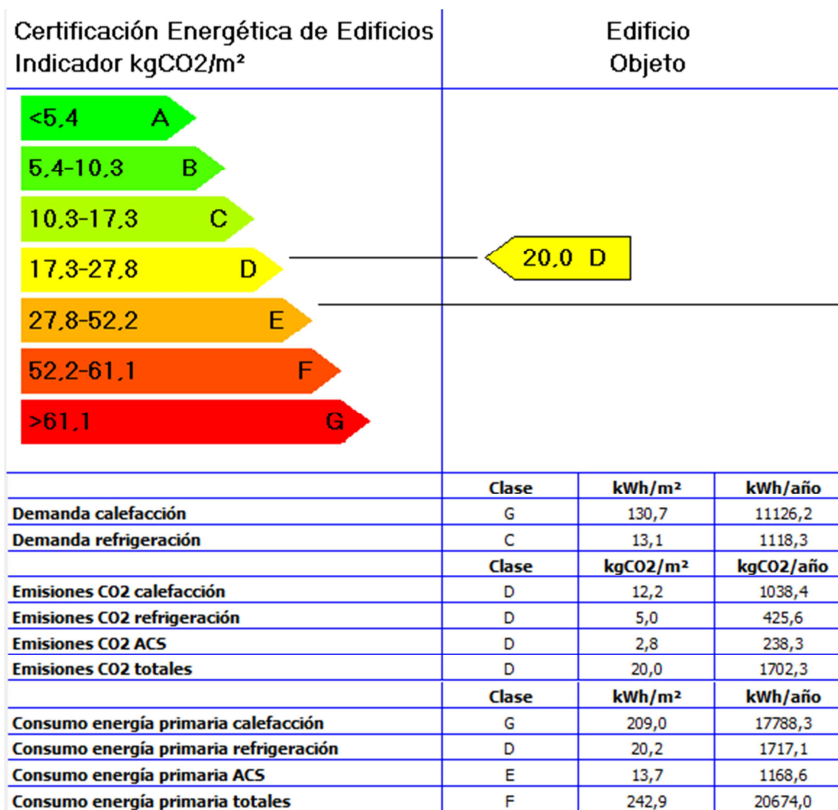 Certificación Energética de Edificios
Indicador kgCO2/m²
Edificio
Objeto
<5,4 A
5,4-10,3 B
10,3-17,3 C
17,3-27,8 D
20,0 D
27,8-52,2 E
52,2-61,1 F
>61,1 G
Clase kWh/m² kWh/año
Demanda calefacción G 130,7 11126,2
Demanda refrigeración C 13,1 1118,3
Clase kgCO2/m² kgCO2/año
Emisiones CO2 calefacción D 12,2 1038,4
Emisiones CO2 refrigeración D 5,0 425,6
Emisiones CO2 ACS D 2,8 238,3
Emisiones CO2 totales D 20,0 1702,3
Clase kWh/m² kWh/año
Consumo energía primaria calefacción G 209,0 17788,3
Consumo energía primaria refrigeración D 20,2 1717,1
Consumo energía primaria ACS E 13,7 1168,6
Consumo energía primaria totales F 242,9 20674,0